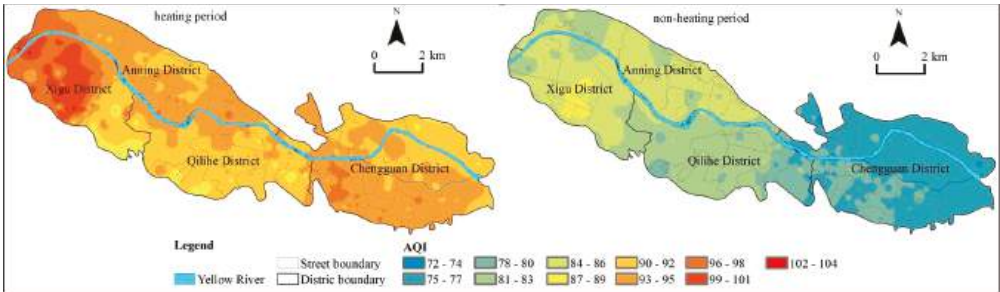 heating period
N
0 2 km
Anning District
Xigu District
Qilihe District
Chengguan District
non-heating period
N
0 2 km
Anning District
Xigu District
Qilihe District
Chengguan District
Legend
Yellow River
Street boundary
Distric boundary
AQI
72 - 74
75 - 77
78 - 80
81 - 83
84 - 86
87 - 89
90 - 92
93 - 95
96 - 98
99 - 101
102 - 104